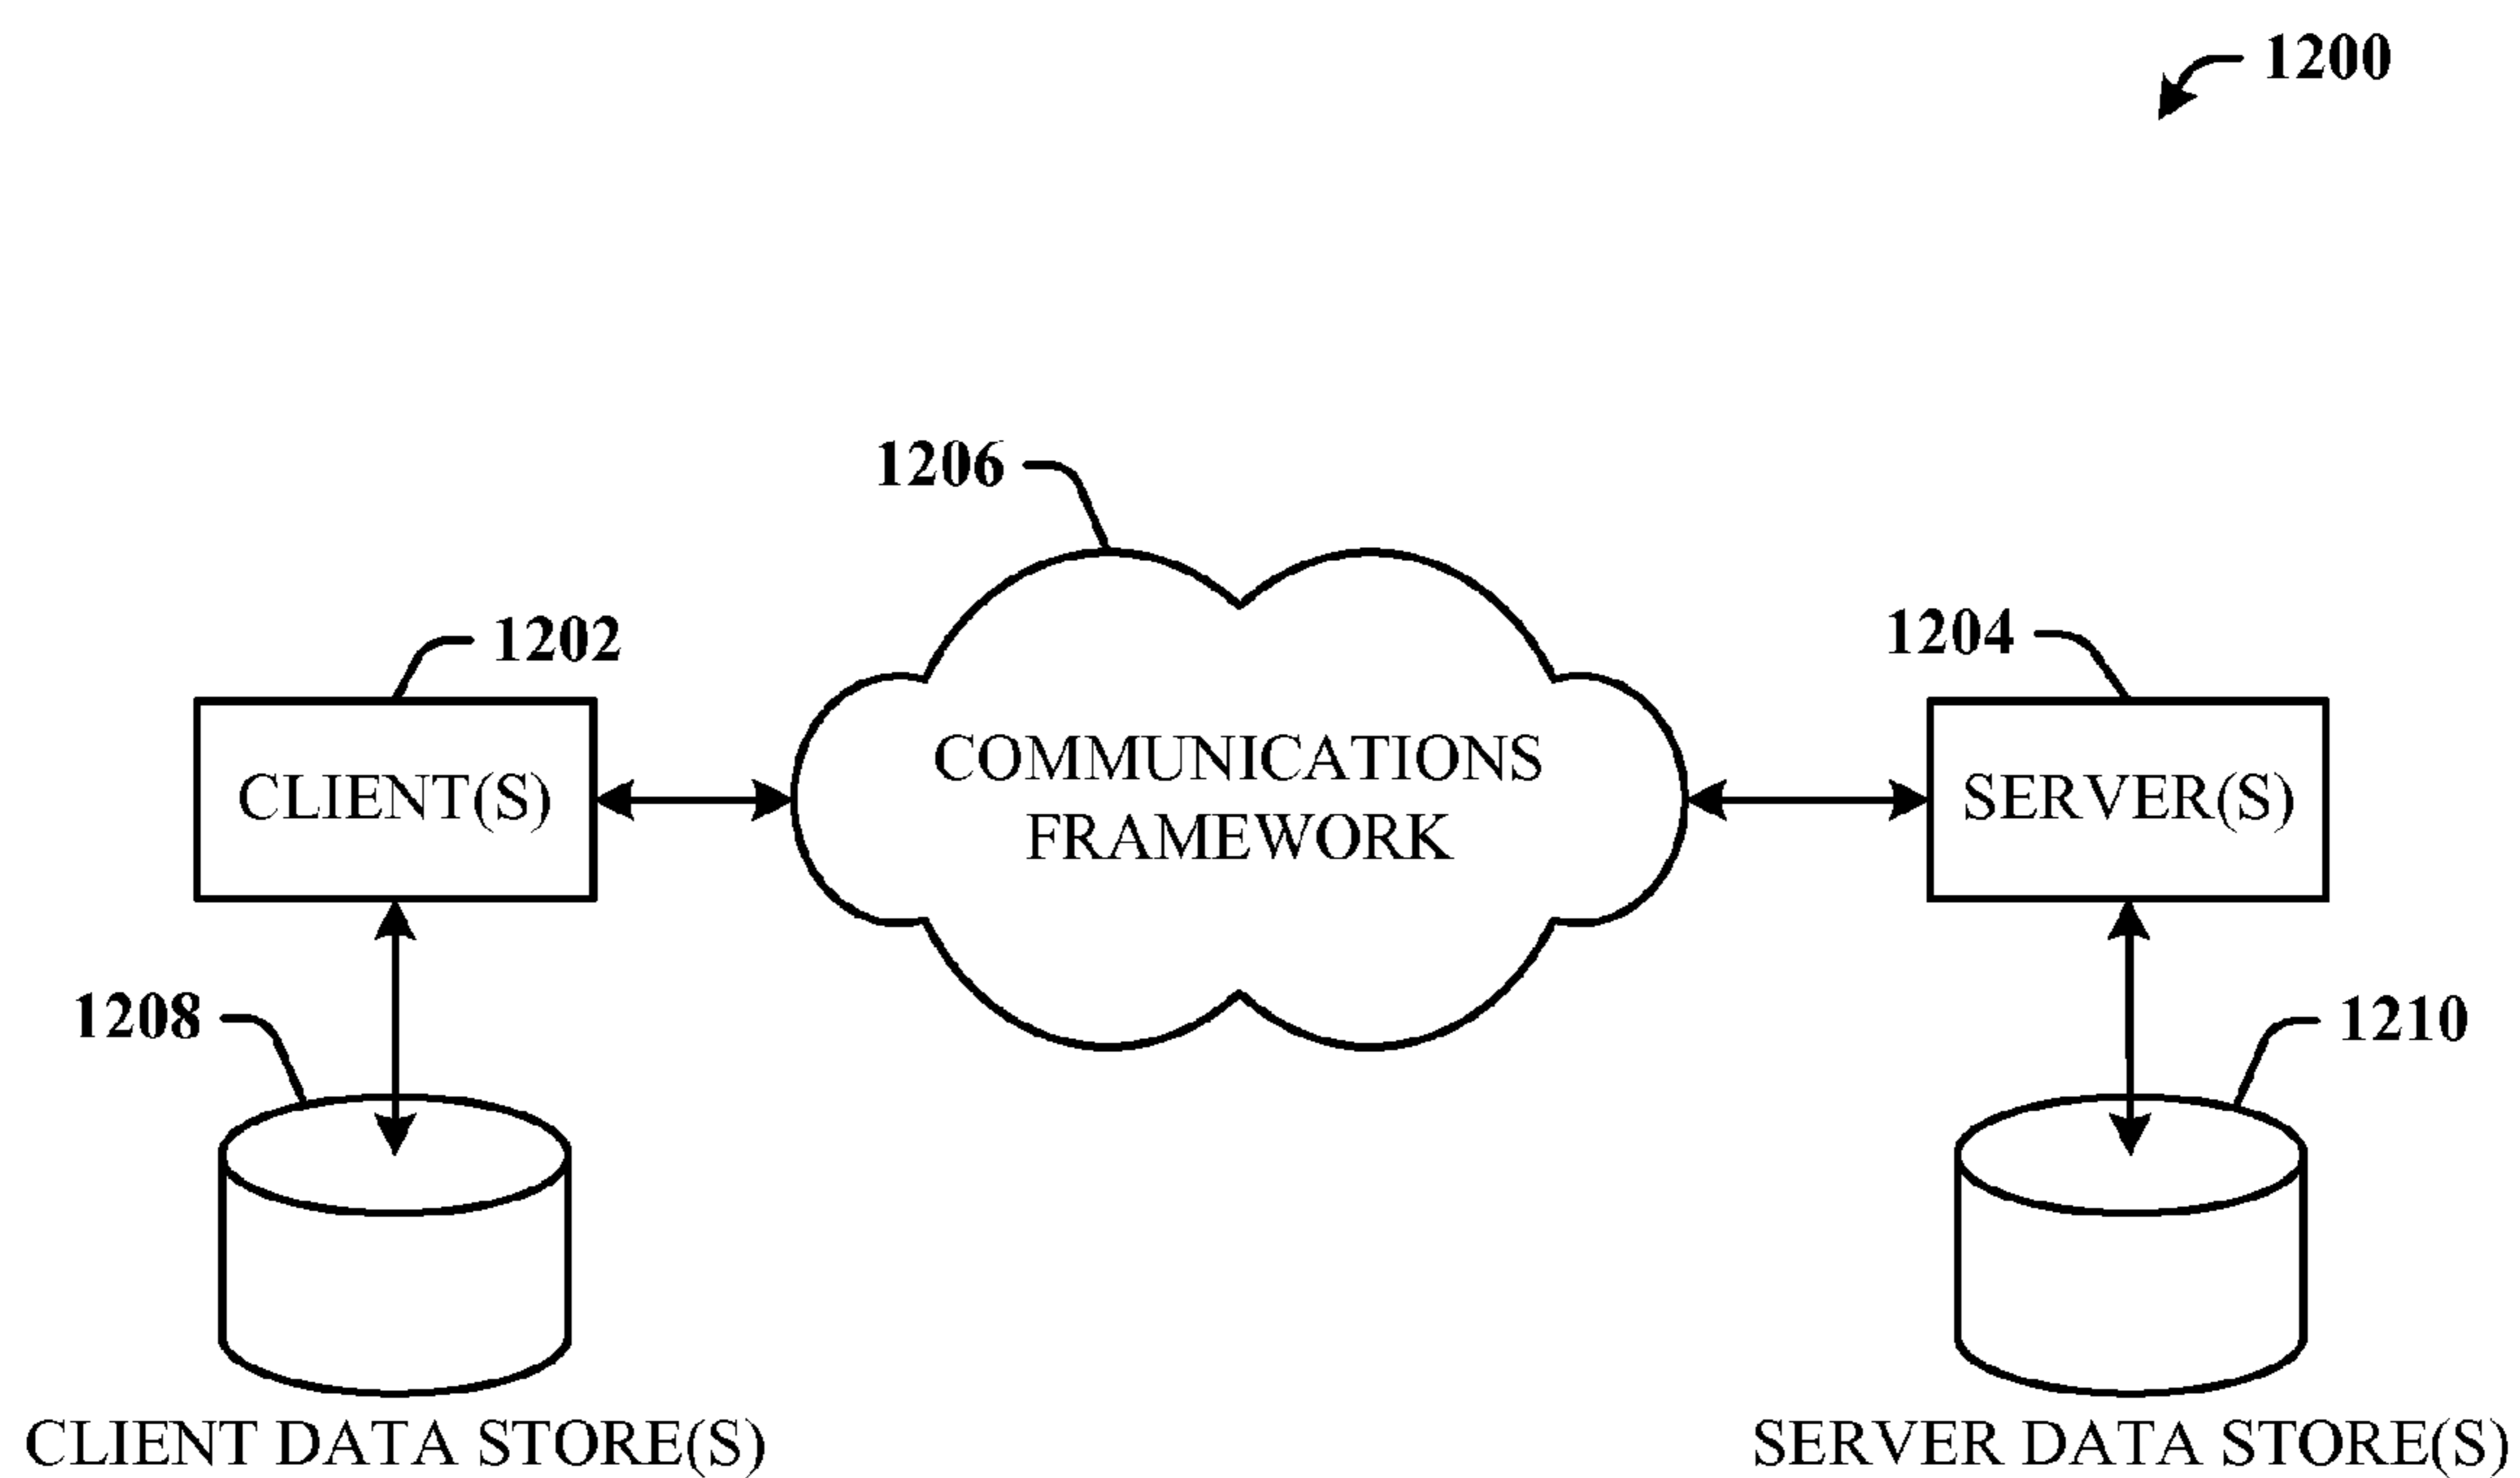 1200
1206
1202
1204
CLIENT(S)
COMMUNICATIONS
FRAMEWORK
SERVER(S)
1208
1210
CLIENT DATA STORE(S)
SERVER DATA STORE(S)